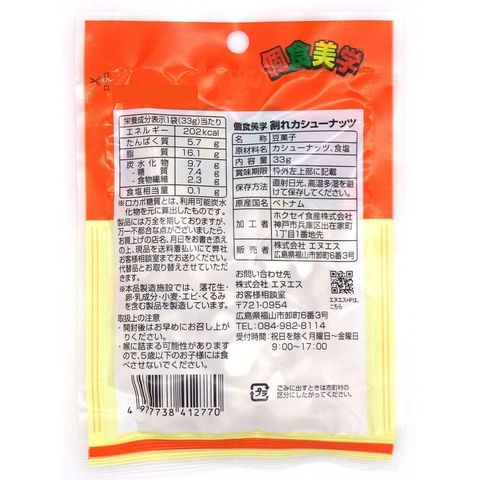 個食美学
栄養成分表示1袋(33g)当たり
エネルギー 202kcal
たんぱく質 5.7 g
脂質 16.1 g
炭水化物 9.7 g
- 糖質 7.4 g
- 食物繊維 2.3 g
食塩相当量 0.1 g
※ロカボ糖質とは、利用可能炭水
化物を元に算出したものです。
製品には万全を期しておりますが、
万一不都合な点がございましたら、
お買上げの店名、月日をお書き添えの
上、現品を送料着払いにて弊社
お客様相談室までお送りください。
代替品とお取り替えさせていただ
きます。
※本品製造施設では、落花生・
卵・乳成分・小麦・エビ・くるみ
を含む製品を製造しています。
取扱上の注意
・開封後はお早めにお召し上が
りください。
・喉に詰まる可能性がありますの
で、5歳以下のお子様には食
べさせないでください。
4 977738 412770
個食美学 割れカシューナッツ
名称 豆菓子
原材料名 カシューナッツ、食塩
内容量 33g
賞味期限 枠外左上部に記載
保存方法 直射日光、高温多湿を避
けて保存してください。
原産国名 ベトナム
加工者 ホクセイ食産株式会社
神戸市兵庫区出在家町
1丁目1番地
販売者 株式会社 エヌエス
広島県福山市卸町6番3号
お問い合わせ先
株式会社 エヌエス
お客様相談室
〒721-0954
広島県福山市卸町6番3号
TEL.084-982-8114
受付時間:祝日を除く月曜日～金曜日
9:00～17:00
エヌエスHPは、
こちら
プラ
ごみに出すときは市町村の
区分にしたがってください。